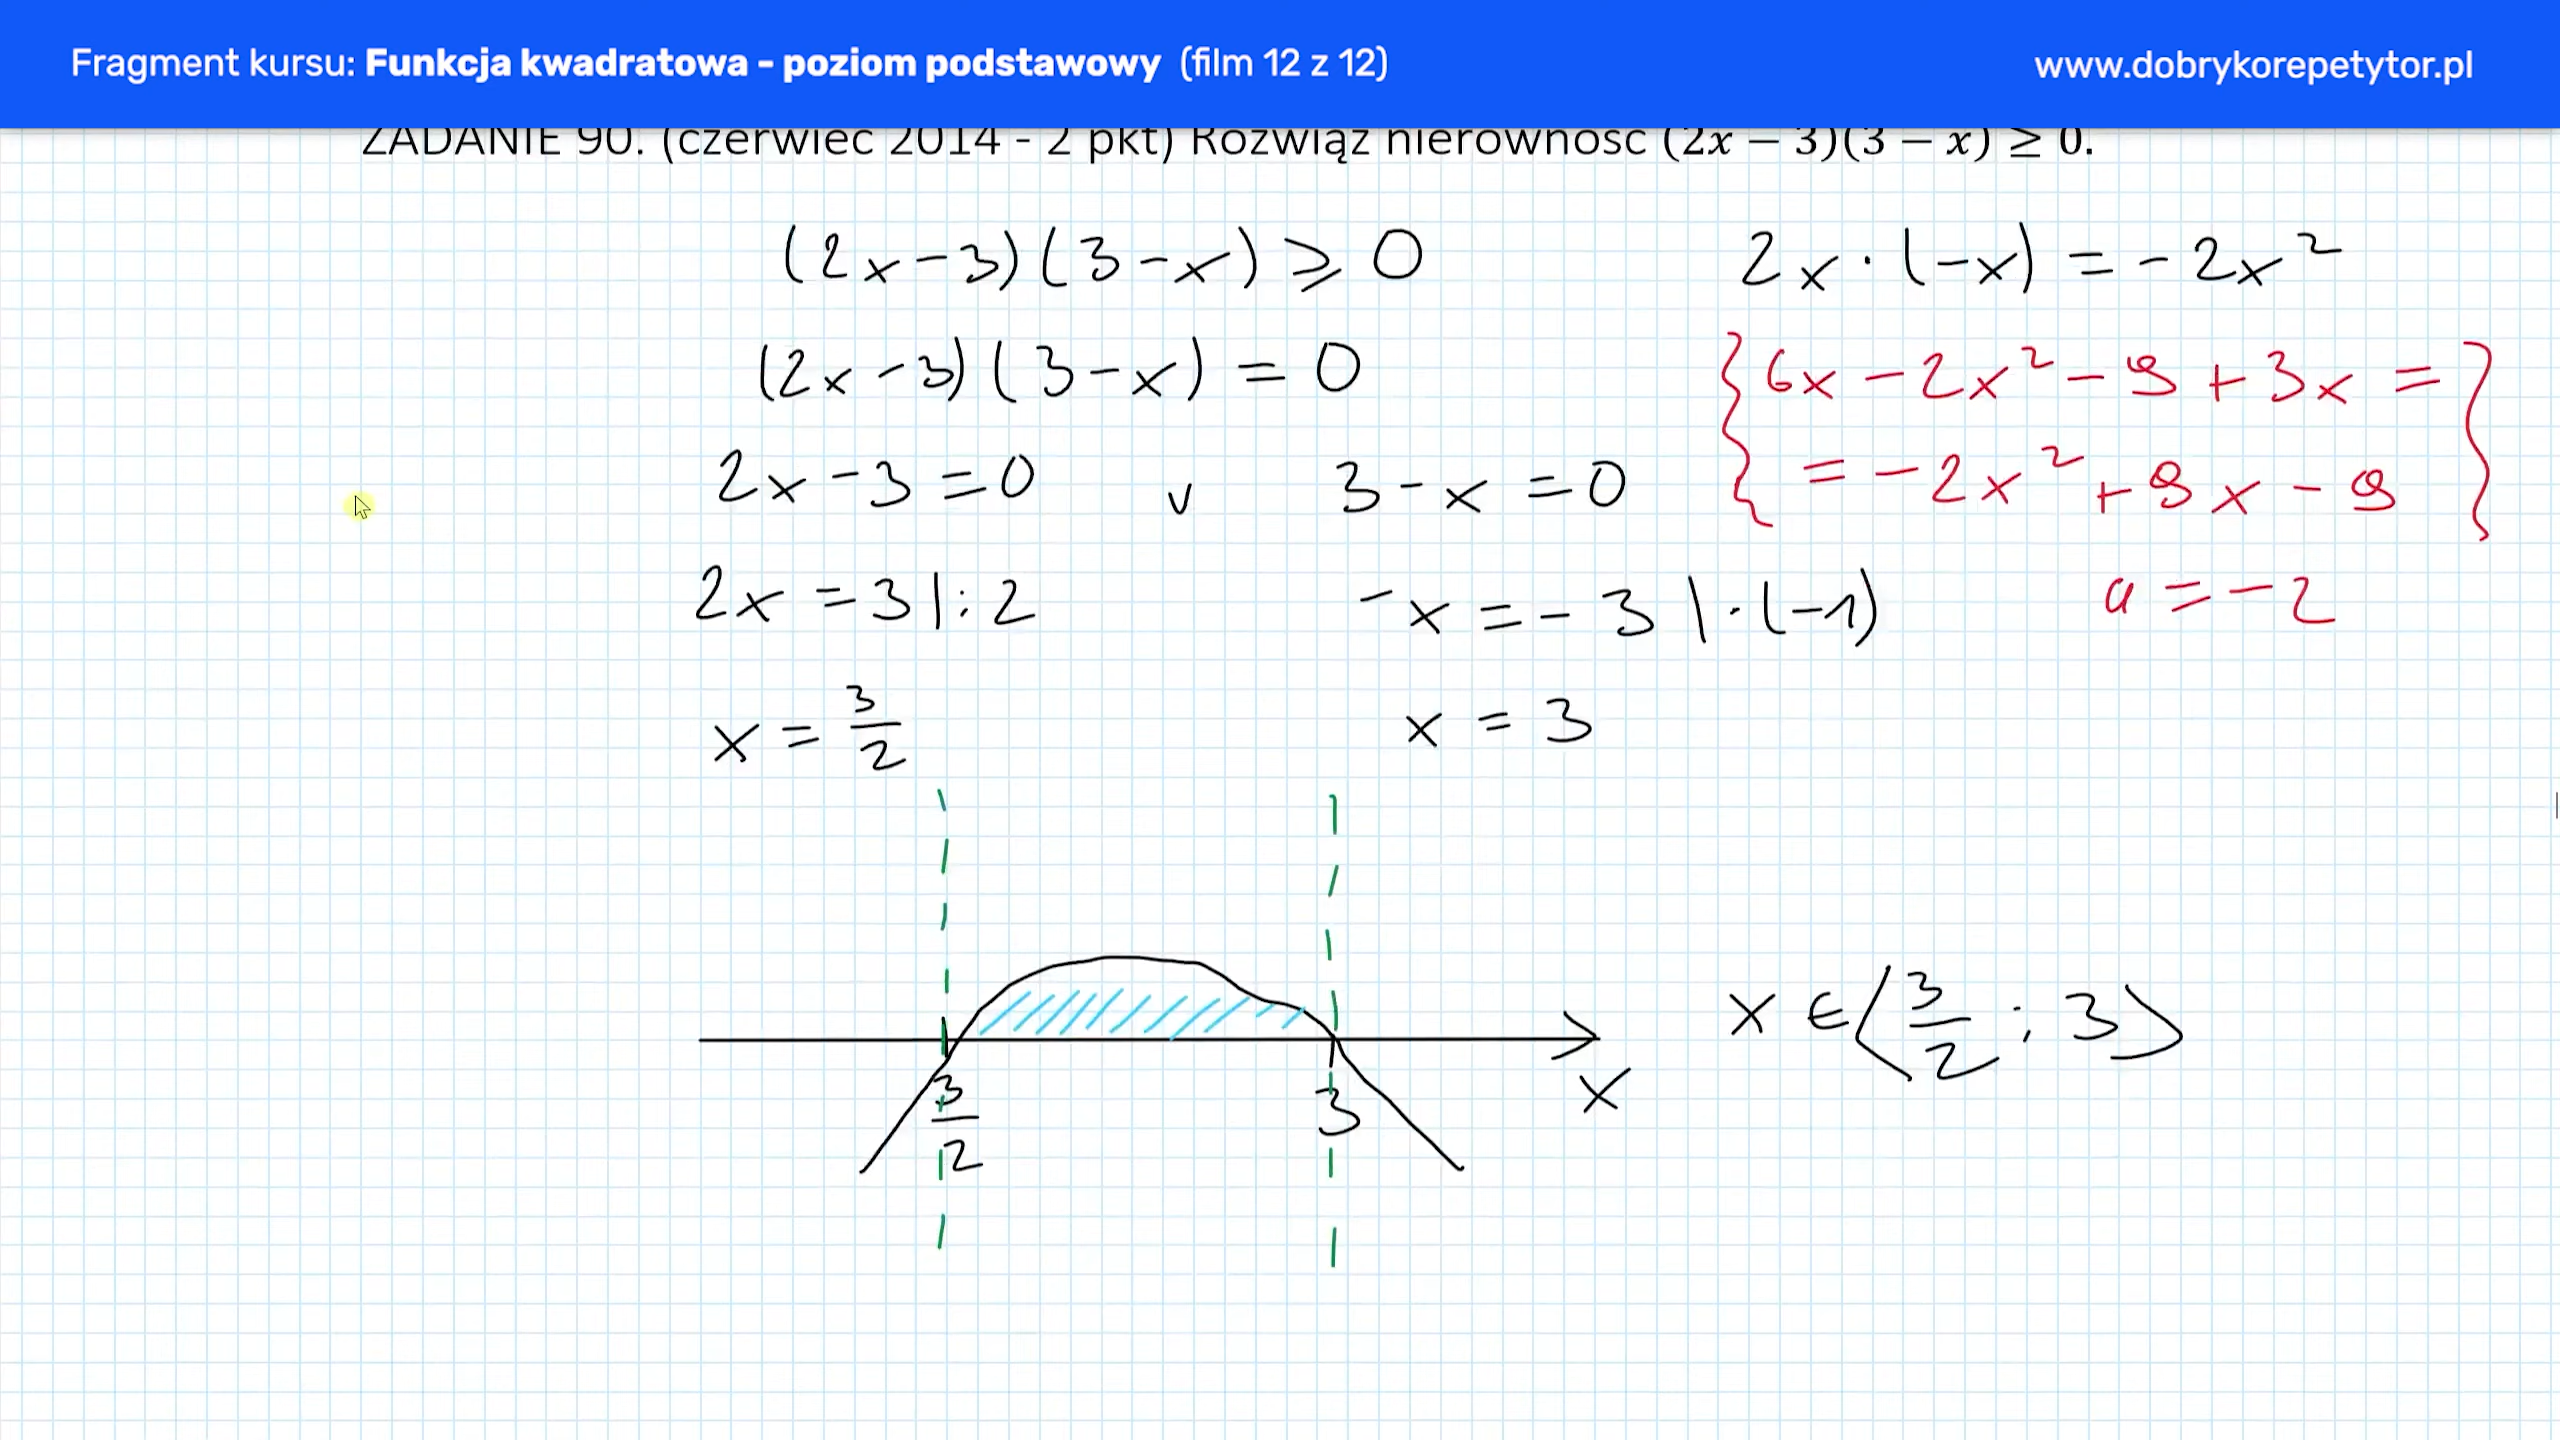 Fragment kursu: Funkcja kwadratowa - poziom podstawowy (film 12 z 12)
www.dobrykorepetytor.pl
ZADANIE 90. (czerwiec 2014 - 2 pkt) Rozwiąż nierówność (2x − 3)(3 − x) ≥ 0.
(2x-3)(3-x) ⩾ 0
2x · (-x) = -2x²
(2x-3)(3-x) = 0
{6x - 2x² - 9 + 3x =
2x-3=0 v 3-x=0
= -2x² + 9x - 9}
2x = 3 |:2
-x = -3 | · (-1)
a = -2
x = 3/2
x = 3
x ∈ ⟨3/2 ; 3⟩
3/2
3
x